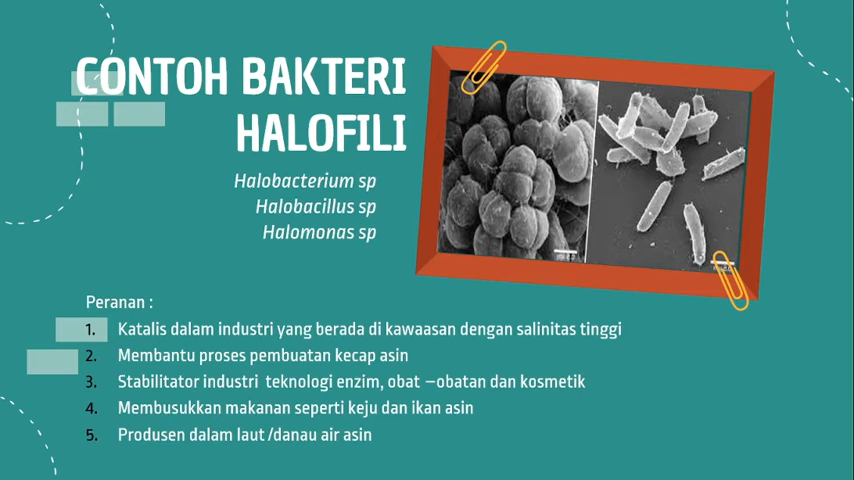 CONTOH BAKTERI
HALOFILI
Halobacterium sp
Halobacillus sp
Halomonas sp
Peranan :
1. Katalis dalam industri yang berada di kawaasan dengan salinitas tinggi
2. Membantu proses pembuatan kecap asin
3. Stabilitator industri teknologi enzim, obat –obatan dan kosmetik
4. Membusukkan makanan seperti keju dan ikan asin
5. Produsen dalam laut /danau air asin